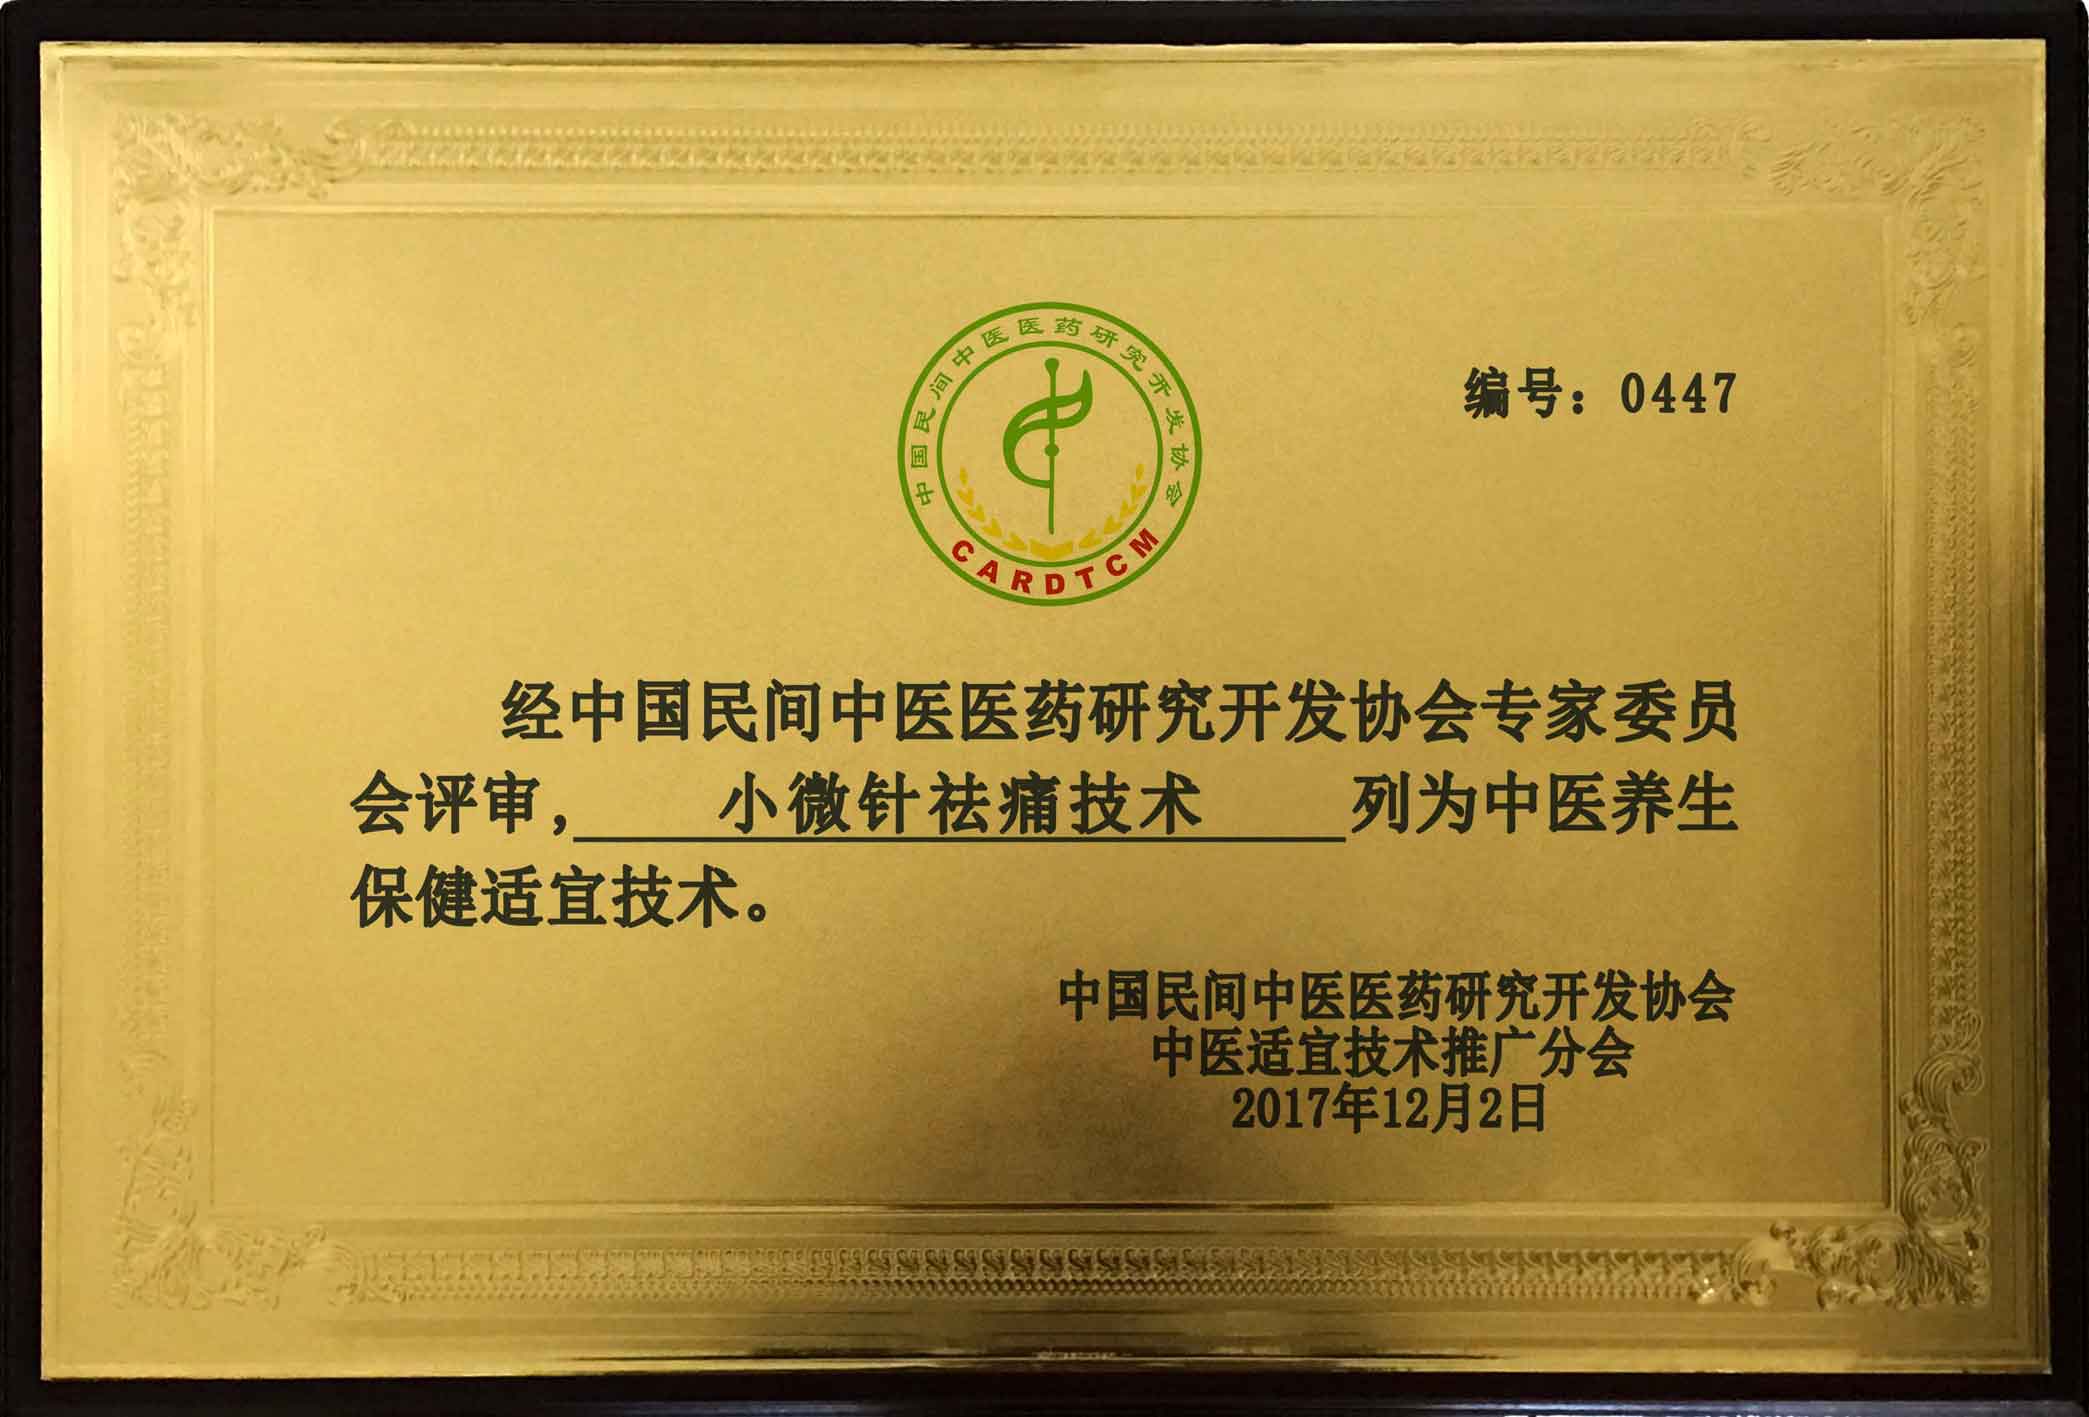 中国民间中医医药研究开发协会
CARDTCM
编号：0447
经中国民间中医医药研究开发协会专家委员
会评审，小微针祛痛技术列为中医养生
保健适宜技术。
中国民间中医医药研究开发协会
中医适宜技术推广分会
2017年12月2日